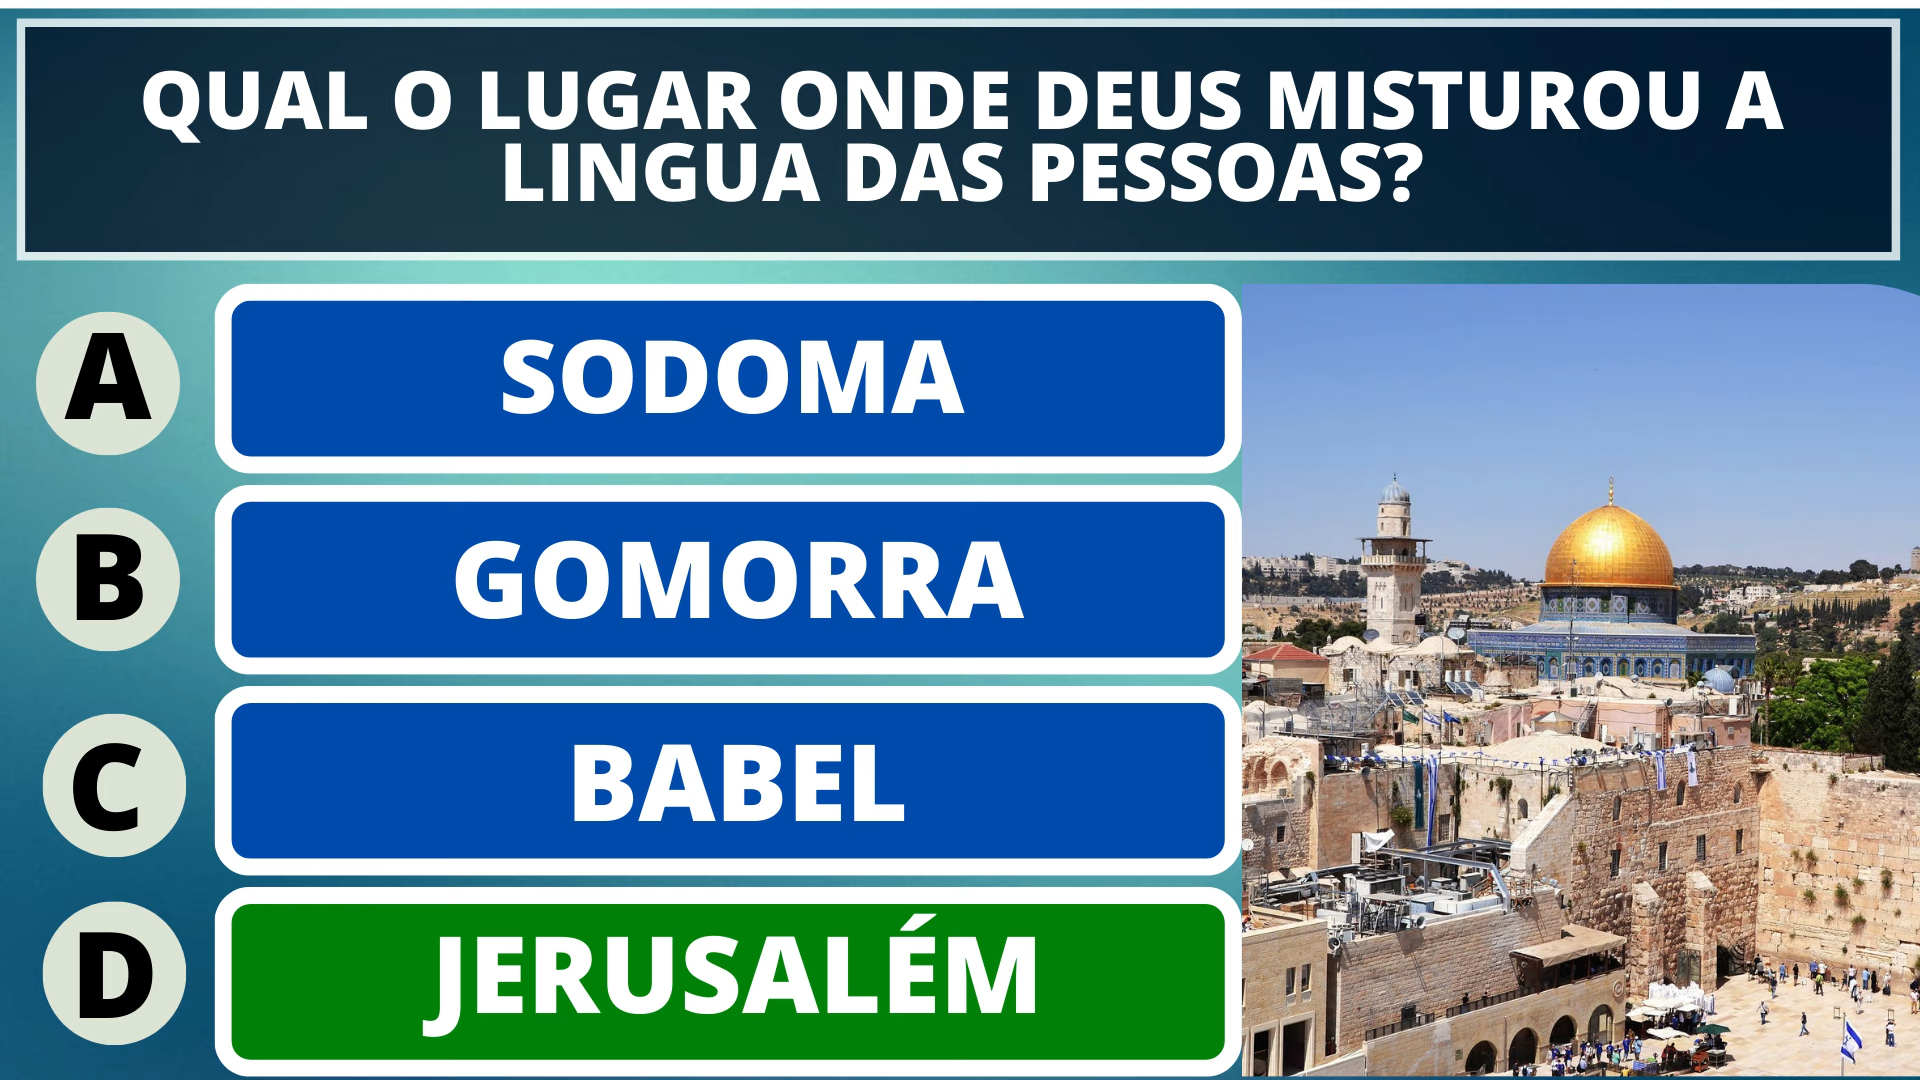 QUAL O LUGAR ONDE DEUS MISTUROU A
LINGUA DAS PESSOAS?
A
SODOMA
B
GOMORRA
C
BABEL
D
JERUSALÉM